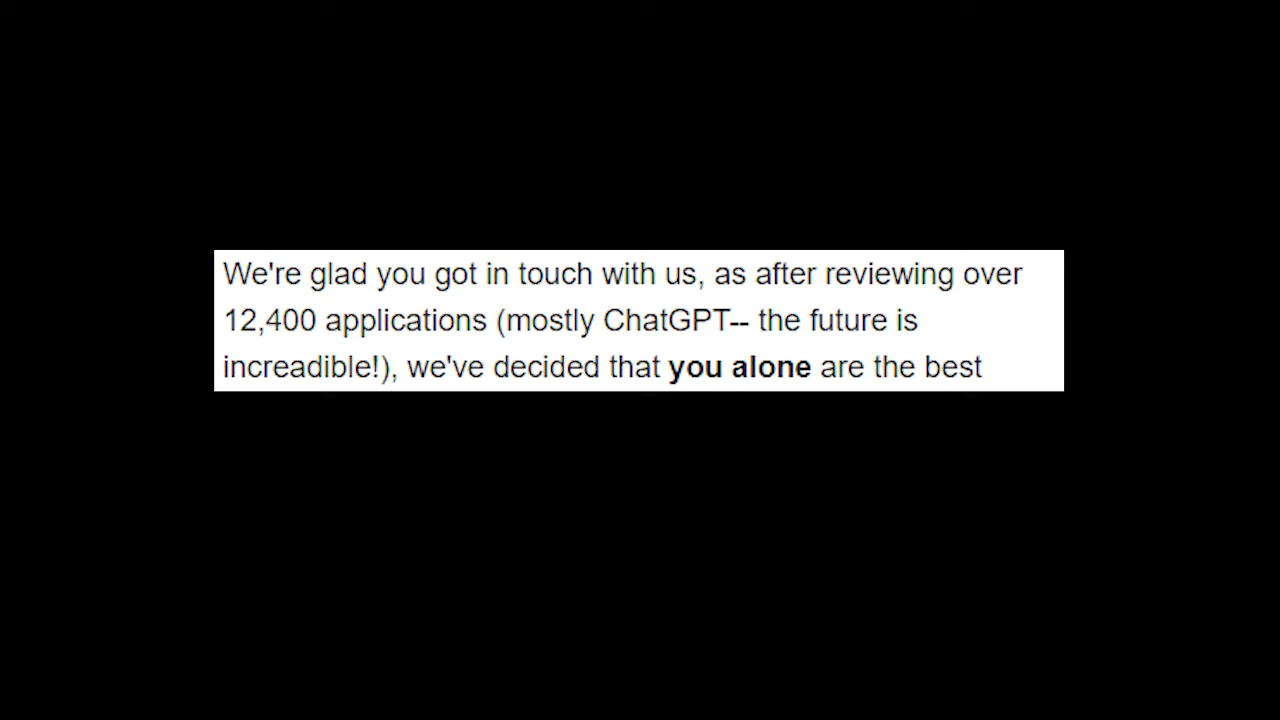 We're glad you got in touch with us, as after reviewing over
12,400 applications (mostly ChatGPT-- the future is
increadible!), we've decided that you alone are the best